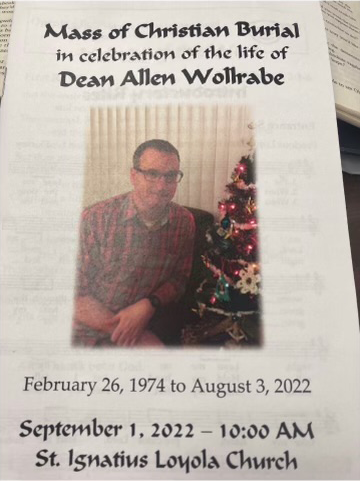 Mass of Christian Burial
in celebration of the life of
Dean Allen Wollrabe
February 26, 1974 to August 3, 2022
September 1, 2022 – 10:00 AM
St. Ignatius Loyola Church